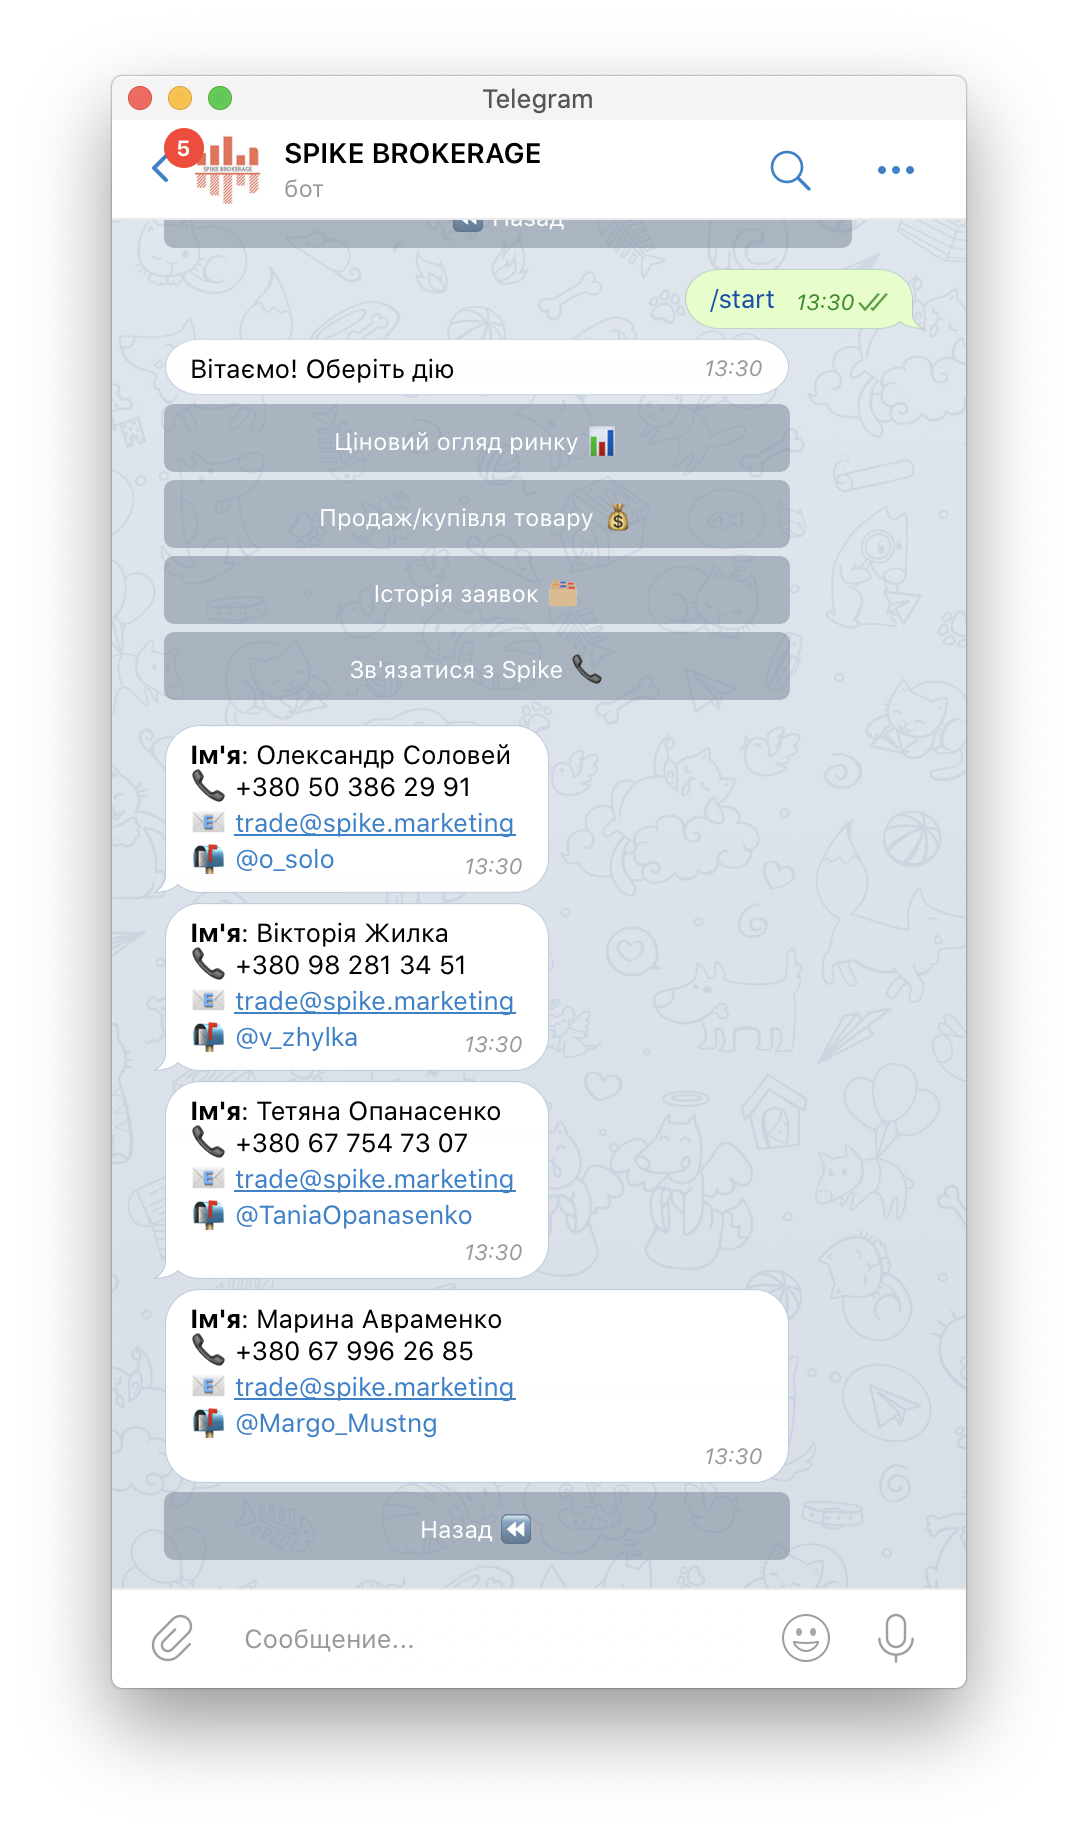 Telegram
5
SPIKE BROKERAGE
SPIKE BROKERAGE
бот
Назад
/start 13:30
Вітаємо! Оберіть дію 13:30
Ціновий огляд ринку 📊
Продаж/купівля товару 💰
Історія заявок 🗂
Зв'язатися з Spike 📞
Ім'я: Олександр Соловей
📞 +380 50 386 29 91
📧 trade@spike.marketing
📬 @o_solo 13:30
Ім'я: Вікторія Жилка
📞 +380 98 281 34 51
📧 trade@spike.marketing
📬 @v_zhylka 13:30
Ім'я: Тетяна Опанасенко
📞 +380 67 754 73 07
📧 trade@spike.marketing
📬 @TaniaOpanasenko
13:30
Ім'я: Марина Авраменко
📞 +380 67 996 26 85
📧 trade@spike.marketing
📬 @Margo_Mustng
13:30
Назад ⏪
Сообщение...